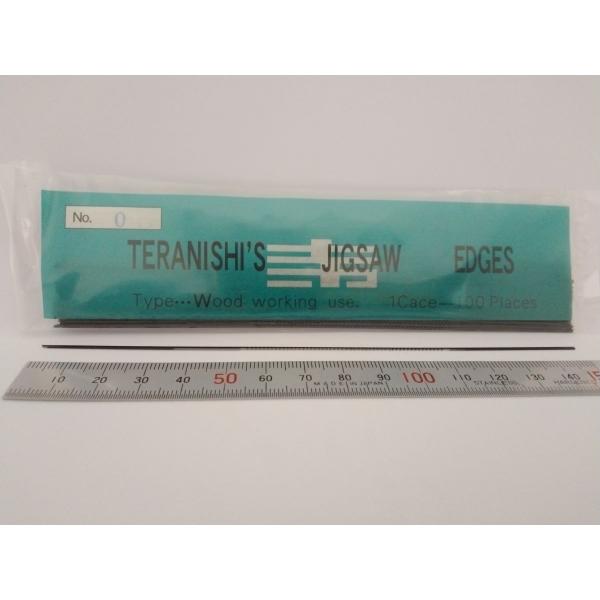 No. 0
TERANISHI'S JIGSAW EDGES
Type···Wood working use. 1Cace—100 Places
10 20 30 40 50 60 70 80 90 100 110 120 130 140
MADE IN JAPAN STAINLESS